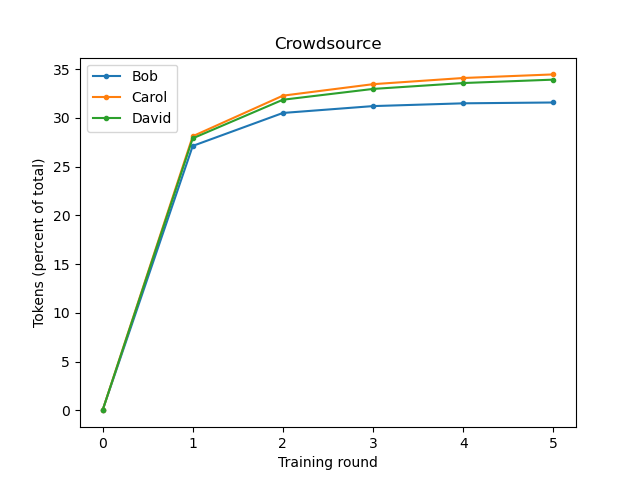 Crowdsource
Bob
Carol
David
Tokens (percent of total)
35
30
25
20
15
10
5
0
0 1 2 3 4 5
Training round